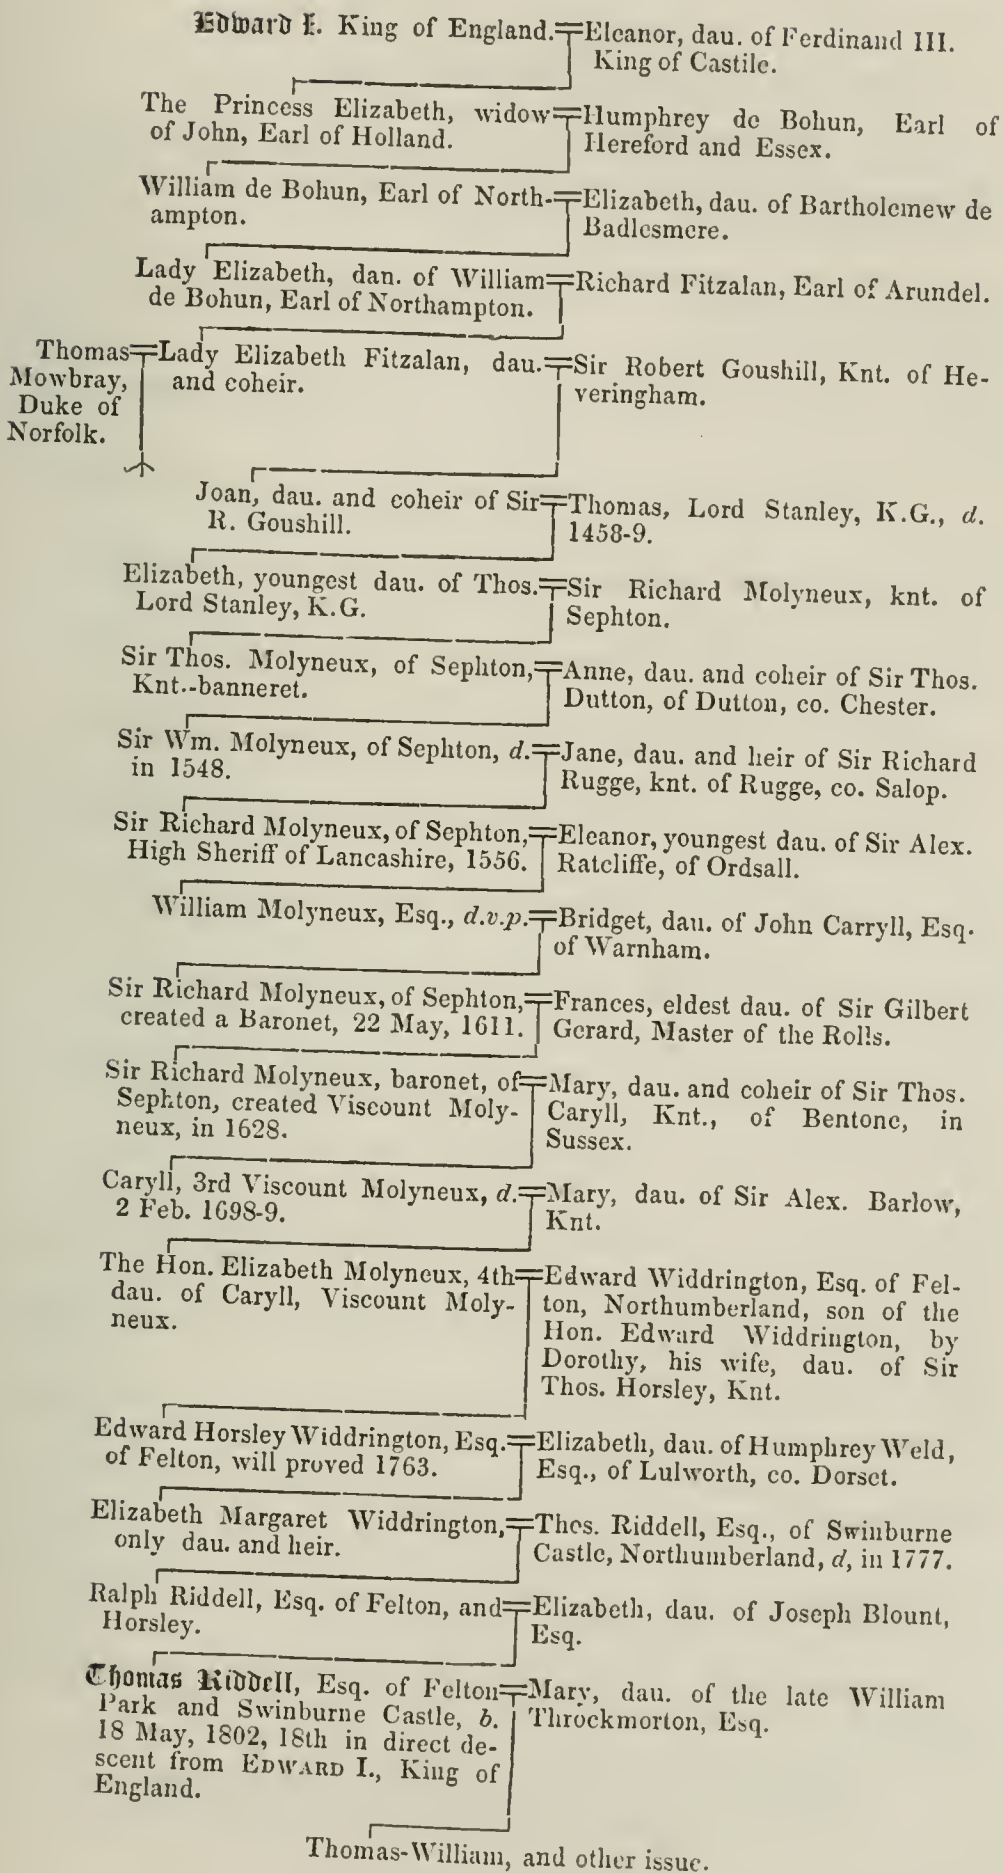 Edward I. King of England. Eleanor, dau. of Ferdinand III.
King of Castile.
The Princess Elizabeth, widow
of John, Earl of Holland.
Humphrey de Bohun, Earl of
Hereford and Essex.
William de Bohun, Earl of North-
ampton.
Elizabeth, dau. of Bartholemew de
Badlesmere.
Lady Elizabeth, dan. of William
de Bohun, Earl of Northampton.
Richard Fitzalan, Earl of Arundel.
Thomas
Mowbray,
Duke of
Norfolk.
Lady Elizabeth Fitzalan, dau.
and coheir.
Sir Robert Goushill, Knt. of He-
veringham.
Joan, dau. and coheir of Sir
R. Goushill.
Thomas, Lord Stanley, K.G., d.
1458-9.
Elizabeth, youngest dau. of Thos.
Lord Stanley, K.G.
Sir Richard Molyneux, knt. of
Sephton.
Sir Thos. Molyneux, of Sephton,
Knt.-banneret.
Anne, dau. and coheir of Sir Thos.
Dutton, of Dutton, co. Chester.
Sir Wm. Molyneux, of Sephton, d.
in 1548.
Jane, dau. and heir of Sir Richard
Rugge, knt. of Rugge, co. Salop.
Sir Richard Molyneux, of Sephton,
High Sheriff of Lancashire, 1556.
Eleanor, youngest dau. of Sir Alex.
Ratcliffe, of Ordsall.
William Molyneux, Esq., d.v.p.
Bridget, dau. of John Carryll, Esq.
of Warnham.
Sir Richard Molyneux, of Sephton,
created a Baronet, 22 May, 1611.
Frances, eldest dau. of Sir Gilbert
Gerard, Master of the Rolls.
Sir Richard Molyneux, baronet, of
Sephton, created Viscount Moly-
neux, in 1628.
Mary, dau. and coheir of Sir Thos.
Caryll, Knt., of Bentone, in
Sussex.
Caryll, 3rd Viscount Molyneux, d.
2 Feb. 1698-9.
Mary, dau. of Sir Alex. Barlow,
Knt.
The Hon. Elizabeth Molyneux, 4th
dau. of Caryll, Viscount Moly-
neux.
Edward Widdrington, Esq. of Fel-
ton, Northumberland, son of the
Hon. Edward Widdrington, by
Dorothy, his wife, dau. of Sir
Thos. Horsley, Knt.
Edward Horsley Widdrington, Esq.
of Felton, will proved 1763.
Elizabeth, dau. of Humphrey Weld,
Esq., of Lulworth, co. Dorset.
Elizabeth Margaret Widdrington,
only dau. and heir.
Thos. Riddell, Esq., of Swinburne
Castle, Northumberland, d, in 1777.
Ralph Riddell, Esq. of Felton, and
Horsley.
Elizabeth, dau. of Joseph Blount,
Esq.
Thomas Riddell, Esq. of Felton
Park and Swinburne Castle, b.
18 May, 1802, 18th in direct de-
scent from EDWARD I., King of
England.
Mary, dau. of the late William
Throckmorton, Esq.
Thomas-William, and other issue.